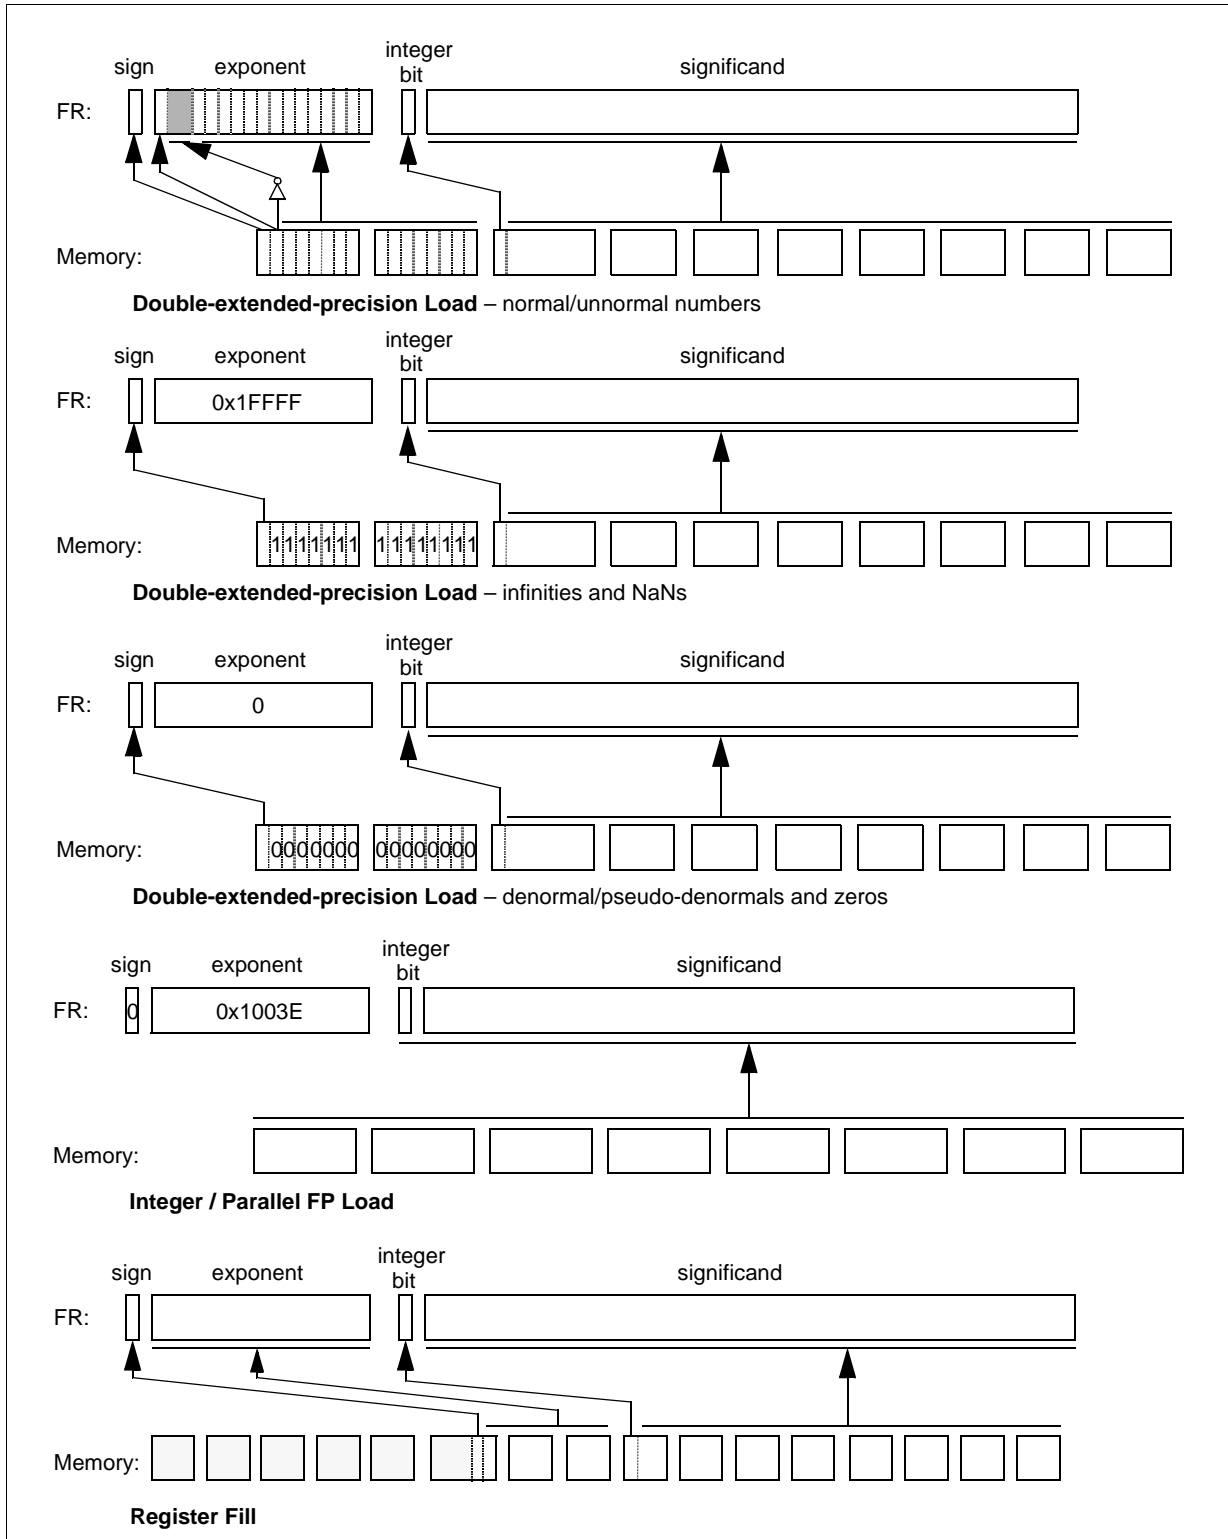 sign exponent integer bit significand
FR:
Memory:
Double-extended-precision Load – normal/unnormal numbers
sign exponent integer bit significand
FR: 0x1FFFF
Memory: 1111111 11111111
Double-extended-precision Load – infinities and NaNs
sign exponent integer bit significand
FR: 0
Memory: 0000000 00000000
Double-extended-precision Load – denormal/pseudo-denormals and zeros
sign exponent integer bit significand
FR: 0 0x1003E
Memory:
Integer / Parallel FP Load
sign exponent integer bit significand
FR:
Memory:
Register Fill